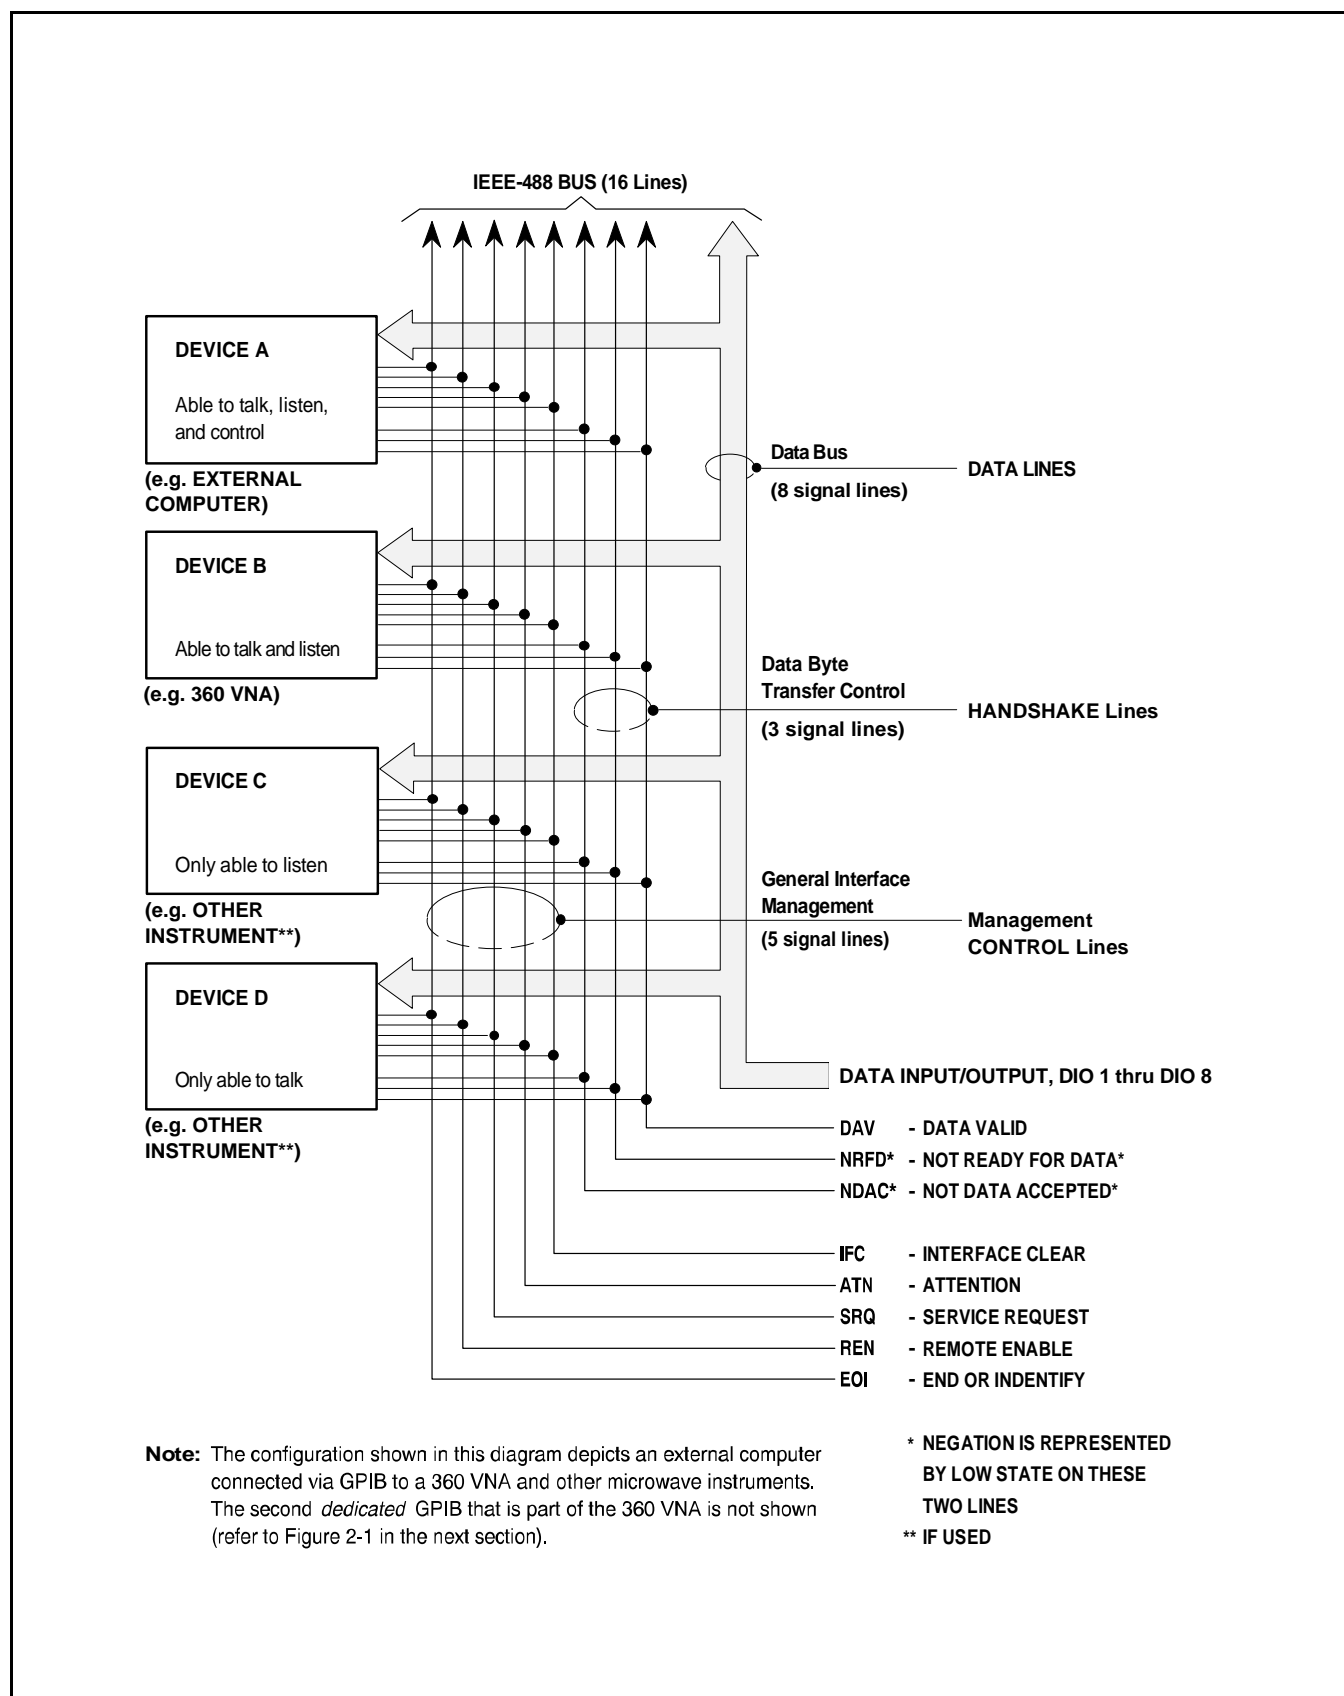 IEEE-488 BUS (16 Lines)
DEVICE A
Able to talk, listen,
and control
(e.g. EXTERNAL
COMPUTER)
Data Bus
(8 signal lines)
DATA LINES
DEVICE B
Able to talk and listen
(e.g. 360 VNA)
Data Byte
Transfer Control
(3 signal lines)
HANDSHAKE Lines
DEVICE C
Only able to listen
(e.g. OTHER
INSTRUMENT**)
General Interface
Management
(5 signal lines)
Management
CONTROL Lines
DEVICE D
Only able to talk
(e.g. OTHER
INSTRUMENT**)
DATA INPUT/OUTPUT, DIO 1 thru DIO 8
DAV - DATA VALID
NRFD* - NOT READY FOR DATA*
NDAC* - NOT DATA ACCEPTED*
IFC - INTERFACE CLEAR
ATN - ATTENTION
SRQ - SERVICE REQUEST
REN - REMOTE ENABLE
EOI - END OR INDENTIFY
Note: The configuration shown in this diagram depicts an external computer
connected via GPIB to a 360 VNA and other microwave instruments.
The second dedicated GPIB that is part of the 360 VNA is not shown
(refer to Figure 2-1 in the next section).
* NEGATION IS REPRESENTED
BY LOW STATE ON THESE
TWO LINES
** IF USED